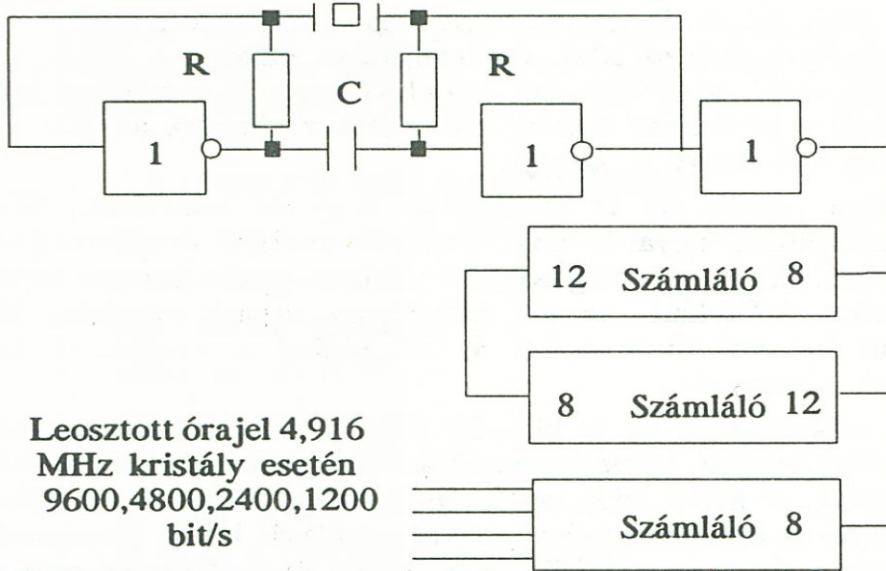 R
C
R
1
1
1
12 Számláló 8
8 Számláló 12
Leosztott órajel 4,916
MHz kristály esetén
9600,4800,2400,1200
bit/s
Számláló 8